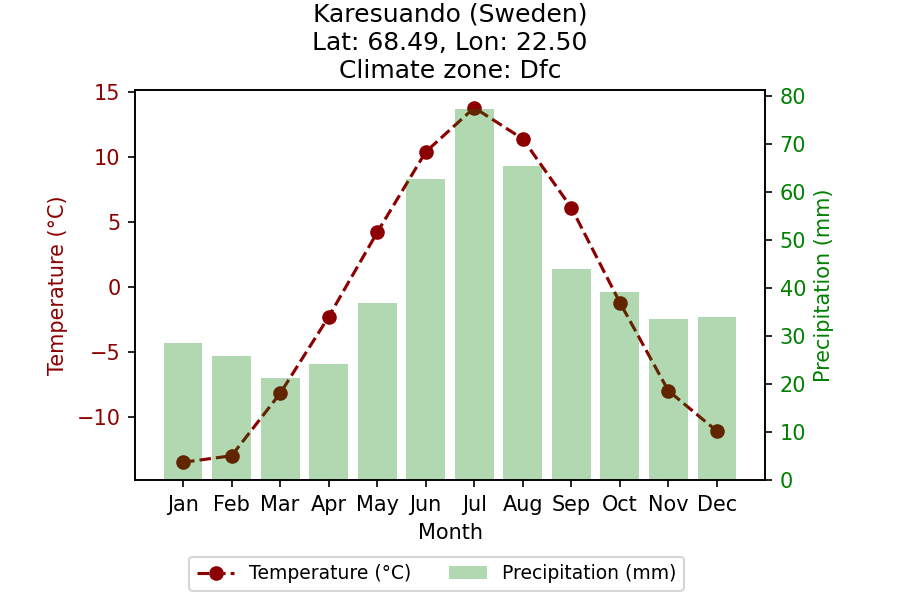 Karesuando (Sweden)
Lat: 68.49, Lon: 22.50
Climate zone: Dfc
Temperature (°C)
15
10
5
0
−5
−10
80
70
60
50
40
30
20
10
0
Precipitation (mm)
Jan Feb Mar Apr May Jun Jul Aug Sep Oct Nov Dec
Month
Temperature (°C) Precipitation (mm)